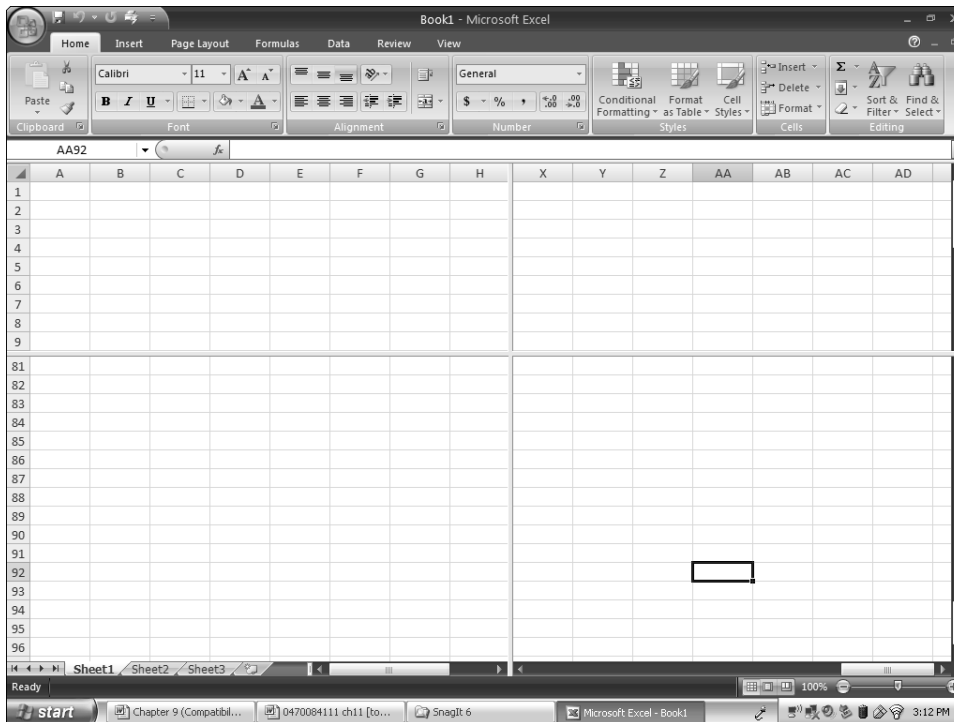 Book1 - Microsoft Excel
Home Insert Page Layout Formulas Data Review View
Paste
Clipboard
Calibri 11
B I U A
Font
Alignment
General
$ % , .0 .00 .00 .0
Number
Conditional Formatting
Format as Table
Cell Styles
Styles
Insert
Delete
Format
Cells
Σ
Sort & Filter
Find & Select
Editing
AA92 fx
A B C D E F G H X Y Z AA AB AC AD
1
2
3
4
5
6
7
8
9
81
82
83
84
85
86
87
88
89
90
91
92
93
94
95
96
Sheet1 Sheet2 Sheet3
Ready 100%
start Chapter 9 (Compatibil... 0470084111 ch11 [to... SnagIt 6 Microsoft Excel - Book1 3:12 PM